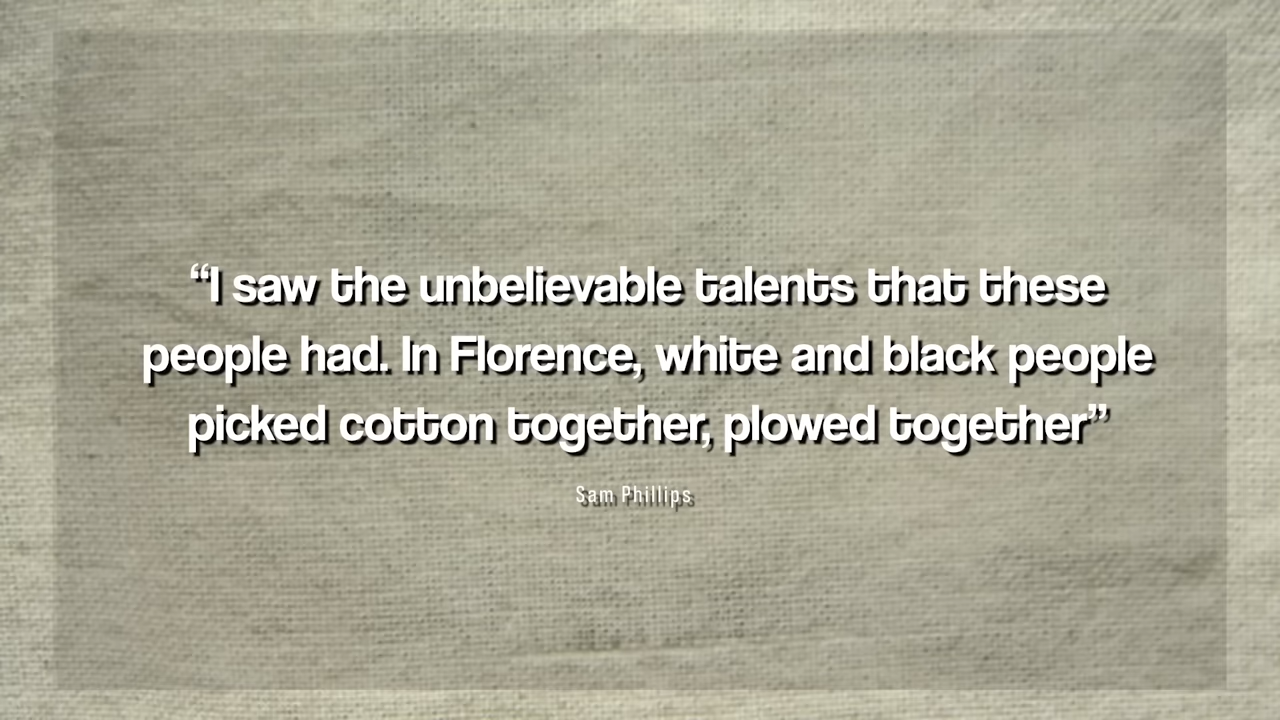 “I saw the unbelievable talents that these
people had. In Florence, white and black people
picked cotton together, plowed together”
Sam Phillips